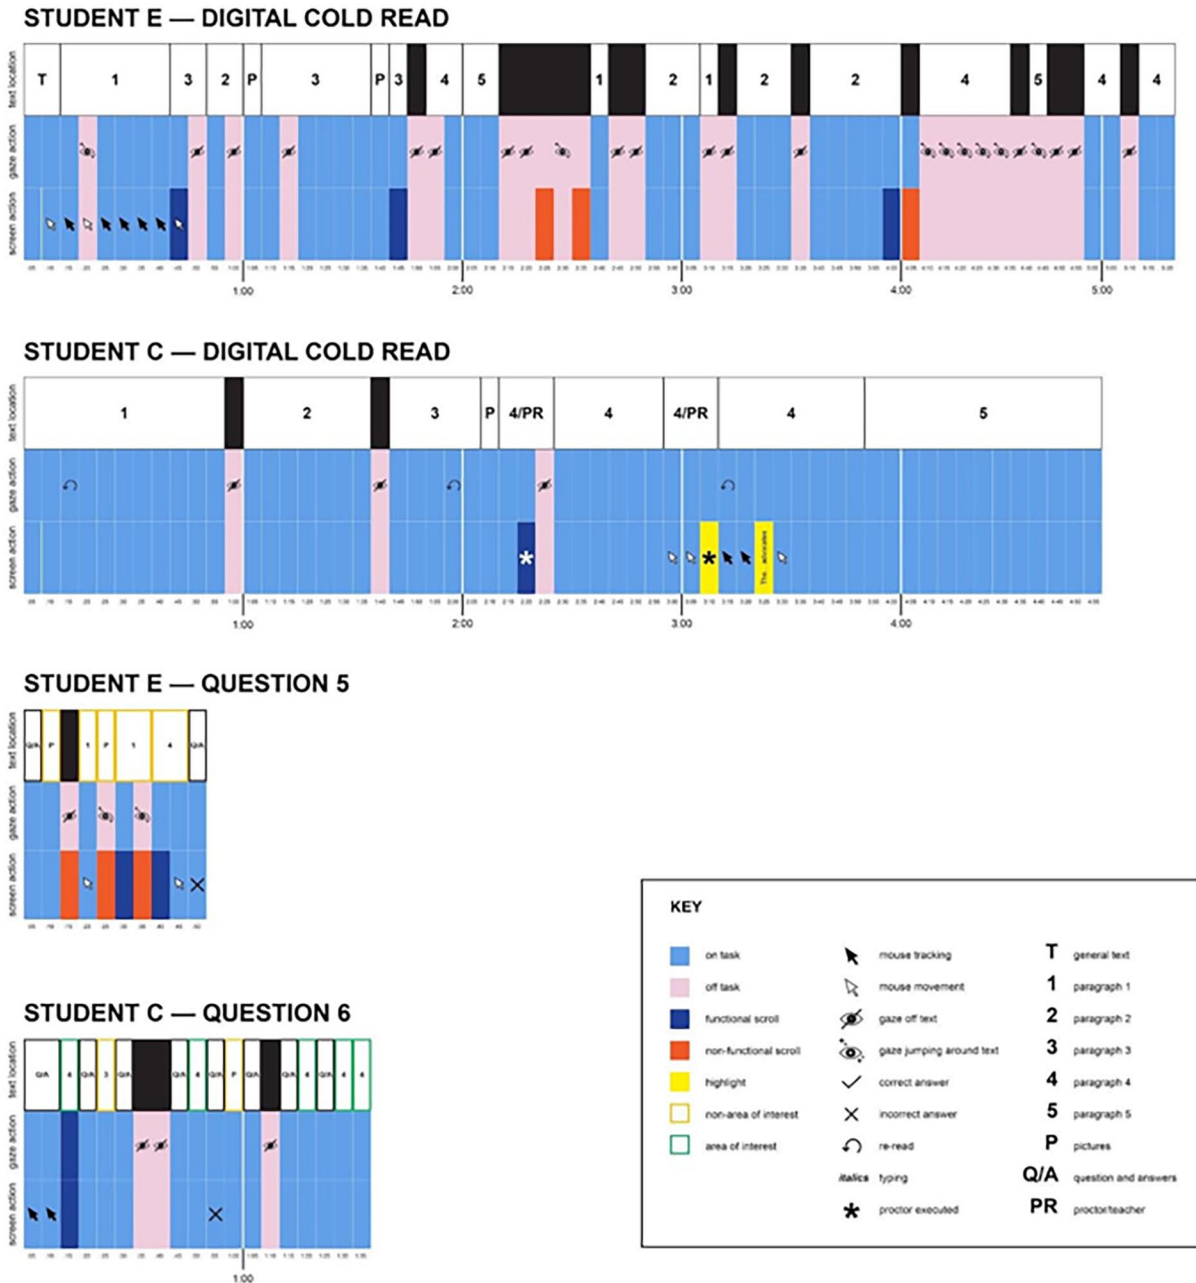 STUDENT E — DIGITAL COLD READ
text location
T 1 3 2 P 3 P 3 4 5 1 2 1 2 2 4 5 4 4
gaze action
screen action
1:00 2:00 3:00 4:00 5:00
STUDENT C — DIGITAL COLD READ
text location
1 2 3 P 4/PR 4 4/PR 4 5
gaze action
screen action
* * The... advocates
1:00 2:00 3:00 4:00
STUDENT E — QUESTION 5
text location
Q/A P 1 P 1 4 Q/A
gaze action
screen action
STUDENT C — QUESTION 6
text location
Q/A 4 Q/A 3 Q/A Q/A 4 Q/A P Q/A Q/A 4 Q/A 4 4
gaze action
screen action
1:00
KEY
on task
off task
functional scroll
non-functional scroll
highlight
non-area of interest
area of interest
mouse tracking
mouse movement
gaze off text
gaze jumping around text
correct answer
incorrect answer
re-read
italics typing
* proctor executed
T general text
1 paragraph 1
2 paragraph 2
3 paragraph 3
4 paragraph 4
5 paragraph 5
P pictures
Q/A question and answers
PR proctor/teacher